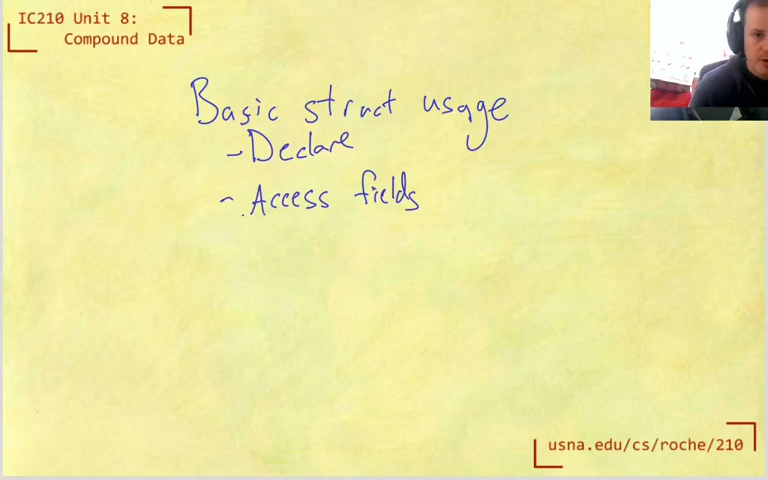 IC210 Unit 8:
Compound Data
Basic struct usage
- Declare
- Access fields
usna.edu/cs/roche/210